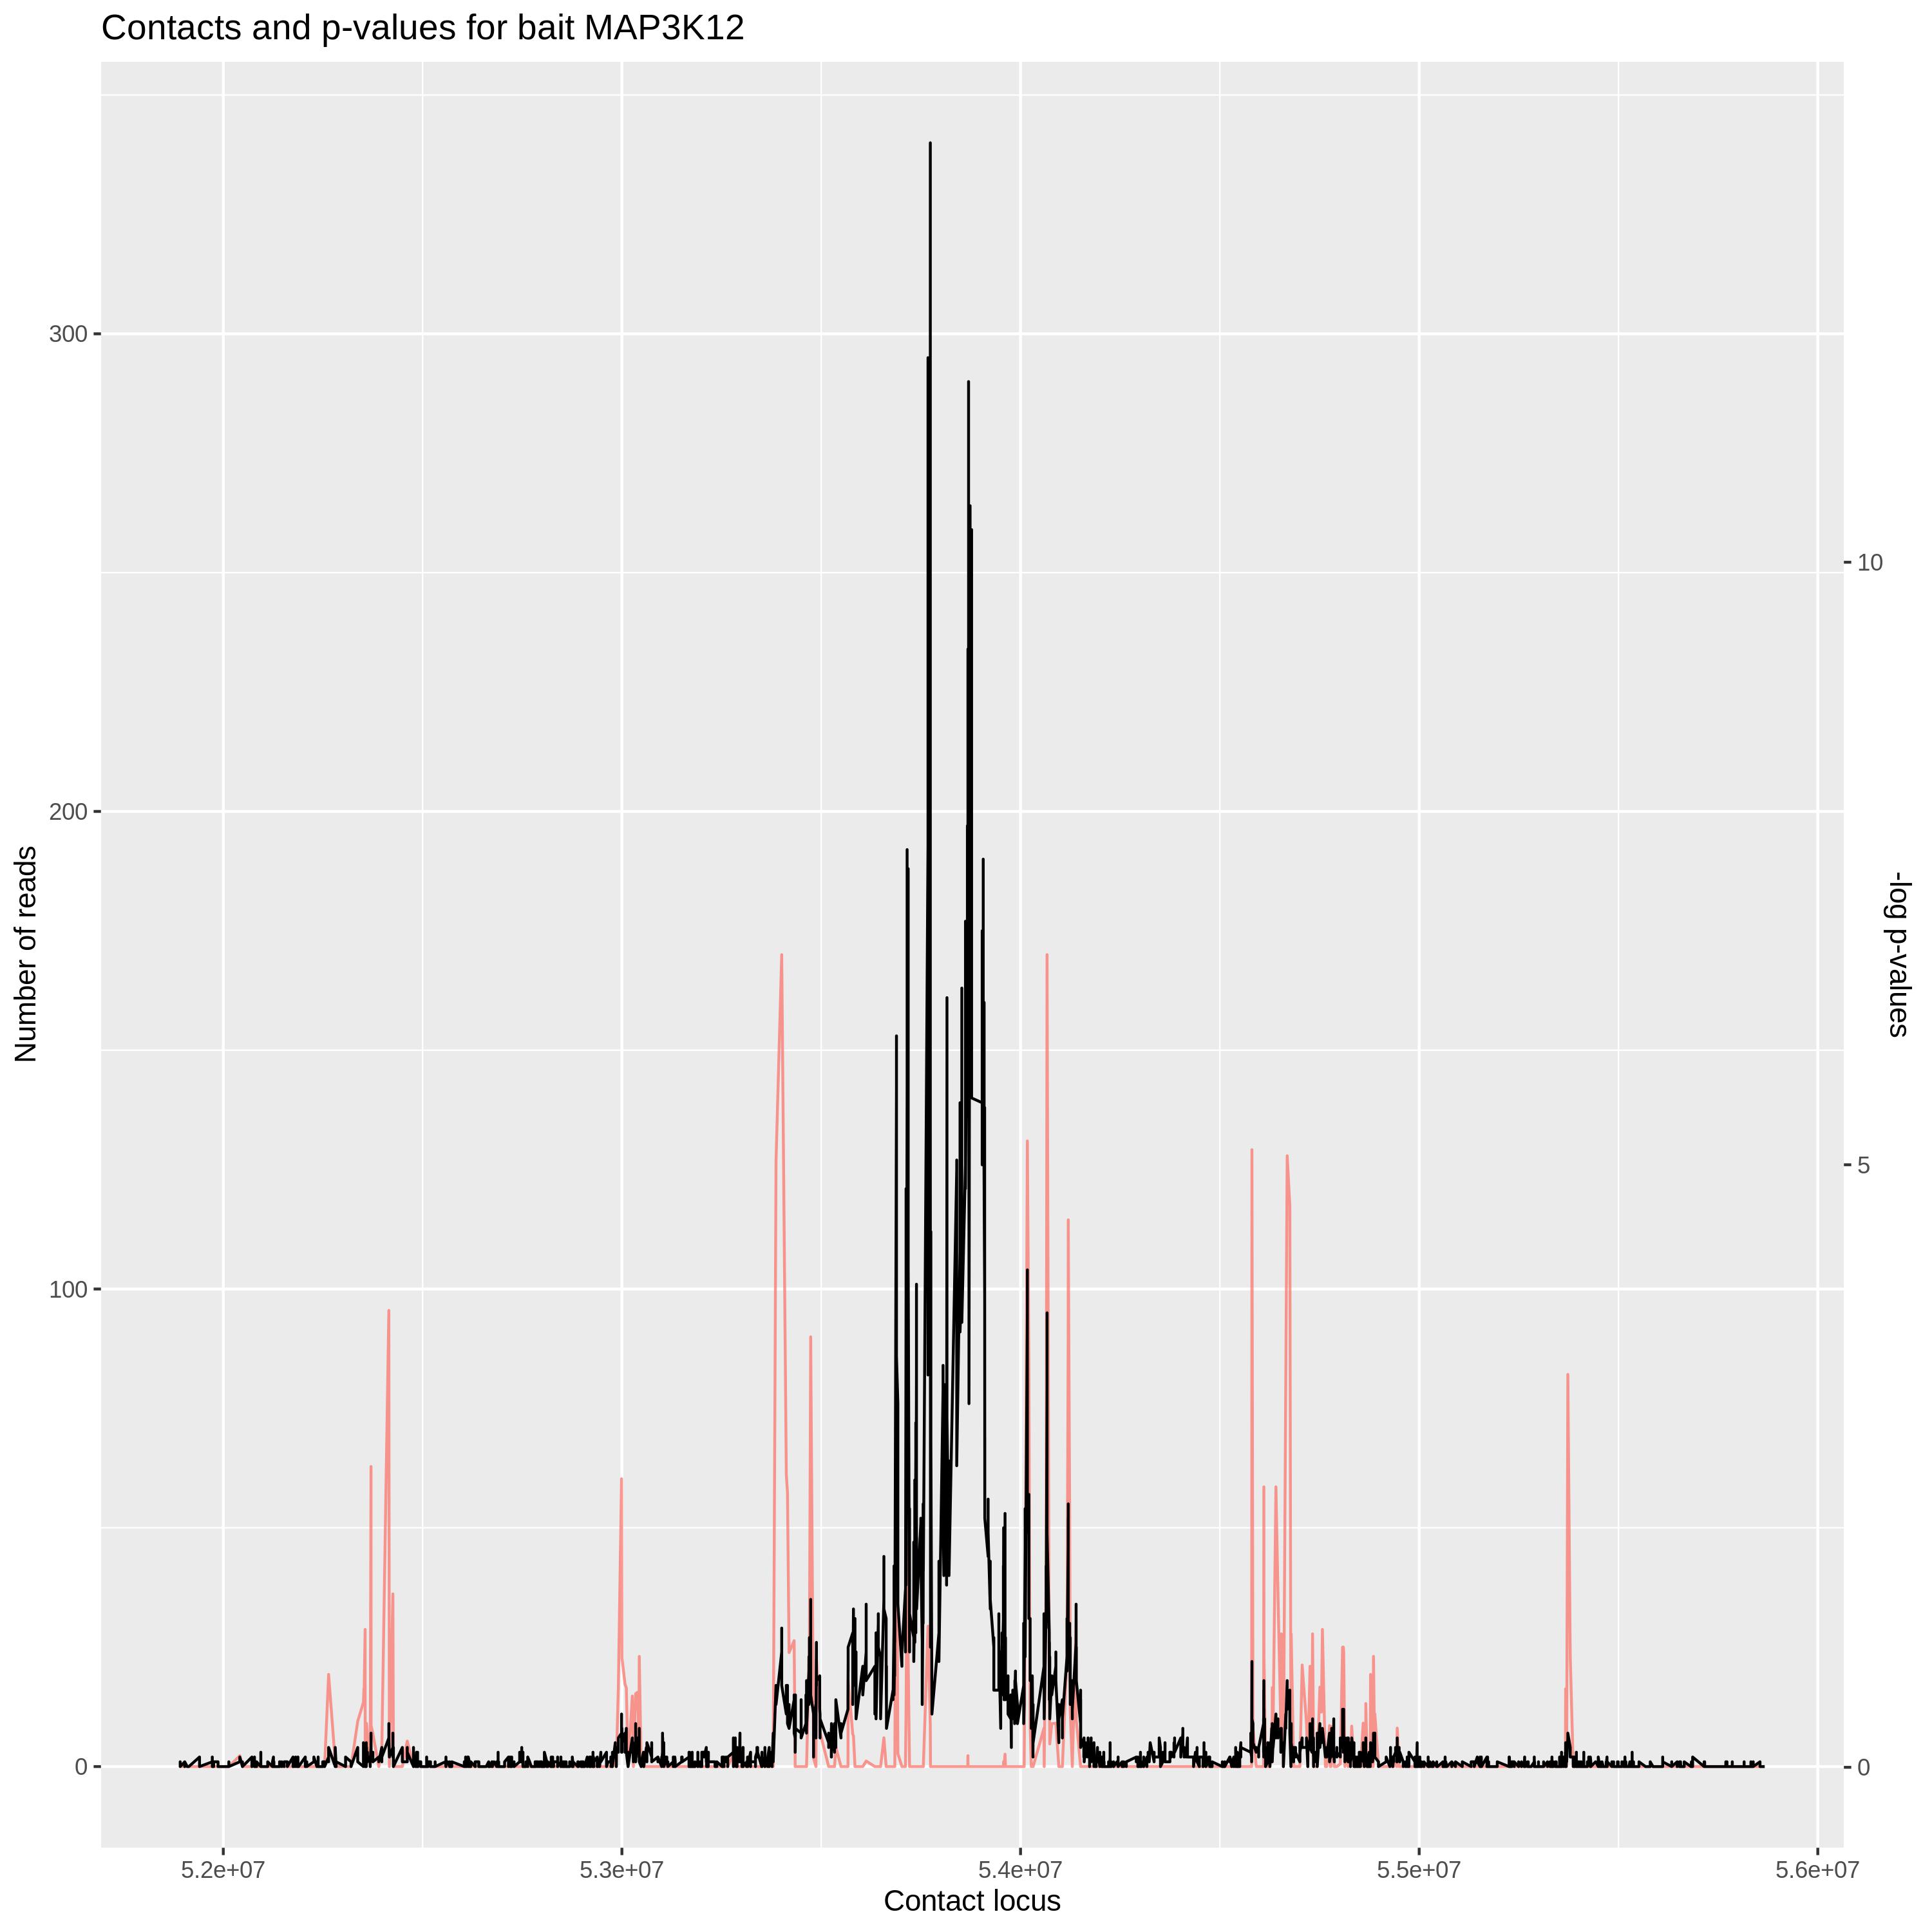 Contacts and p-values for bait MAP3K12
Number of reads
300
200
100
0
10
5
0
-log p-values
5.2e+07
5.3e+07
5.4e+07
5.5e+07
5.6e+07
Contact locus